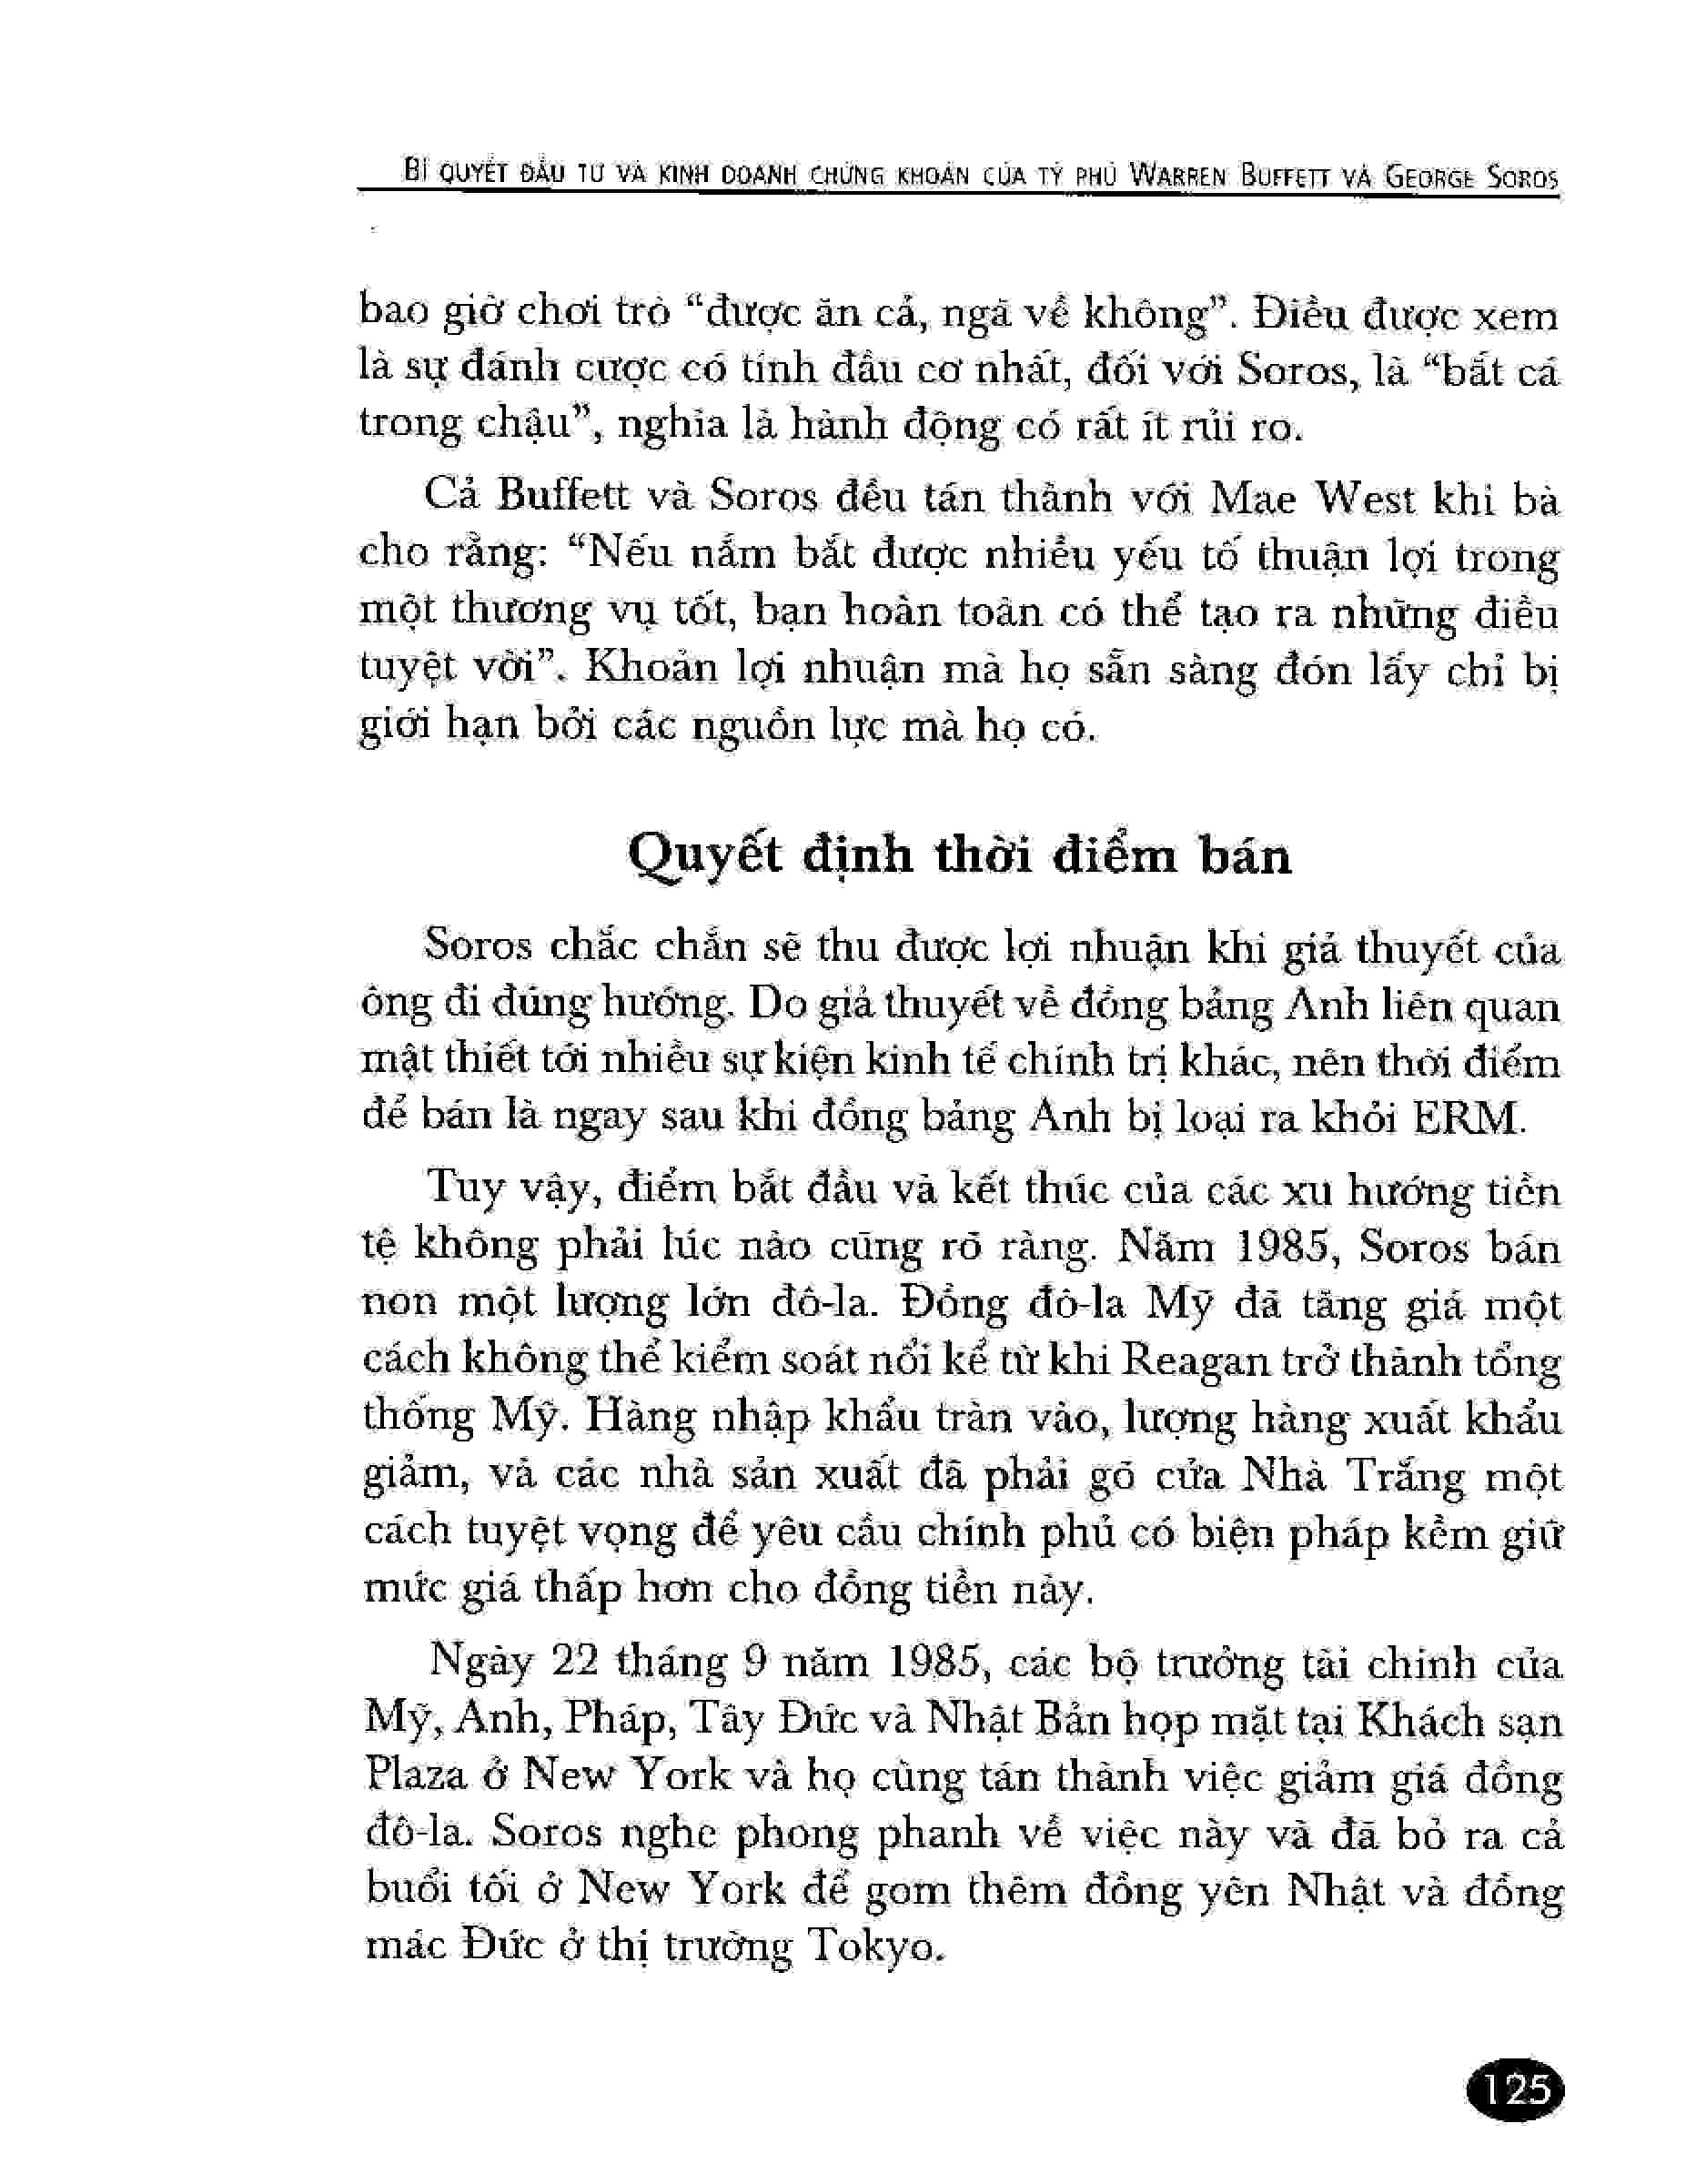 BÍ QUYẾT ĐẦU TƯ VÀ KINH DOANH CHỨNG KHOÁN CỦA TỶ PHÚ WARREN BUFFETT VÀ GEORGE SOROS
bao giờ chơi trò “được ăn cả, ngã về không”. Điều được xem
là sự đánh cược có tính đầu cơ nhất, đối với Soros, là “bắt cá
trong chậu”, nghĩa là hành động có rất ít rủi ro.
Cả Buffett và Soros đều tán thành với Mae West khi bà
cho rằng: “Nếu nắm bắt được nhiều yếu tố thuận lợi trong
một thương vụ tốt, bạn hoàn toàn có thể tạo ra những điều
tuyệt vời”. Khoản lợi nhuận mà họ sẵn sàng đón lấy chỉ bị
giới hạn bởi các nguồn lực mà họ có.
Quyết định thời điểm bán
Soros chắc chắn sẽ thu được lợi nhuận khi giả thuyết của
ông đi đúng hướng. Do giả thuyết về đồng bảng Anh liên quan
mật thiết tới nhiều sự kiện kinh tế chính trị khác, nên thời điểm
để bán là ngay sau khi đồng bảng Anh bị loại ra khỏi ERM.
Tuy vậy, điểm bắt đầu và kết thúc của các xu hướng tiền
tệ không phải lúc nào cũng rõ ràng. Năm 1985, Soros bán
non một lượng lớn đô-la. Đồng đô-la Mỹ đã tăng giá một
cách không thể kiểm soát nổi kể từ khi Reagan trở thành tổng
thống Mỹ. Hàng nhập khẩu tràn vào, lượng hàng xuất khẩu
giảm, và các nhà sản xuất đã phải gõ cửa Nhà Trắng một
cách tuyệt vọng để yêu cầu chính phủ có biện pháp kềm giữ
mức giá thấp hơn cho đồng tiền này.
Ngày 22 tháng 9 năm 1985, các bộ trưởng tài chính của
Mỹ, Anh, Pháp, Tây Đức và Nhật Bản họp mặt tại Khách sạn
Plaza ở New York và họ cùng tán thành việc giảm giá đồng
đô-la. Soros nghe phong phanh về việc này và đã bỏ ra cả
buổi tối ở New York để gom thêm đồng yên Nhật và đồng
mác Đức ở thị trường Tokyo.
125